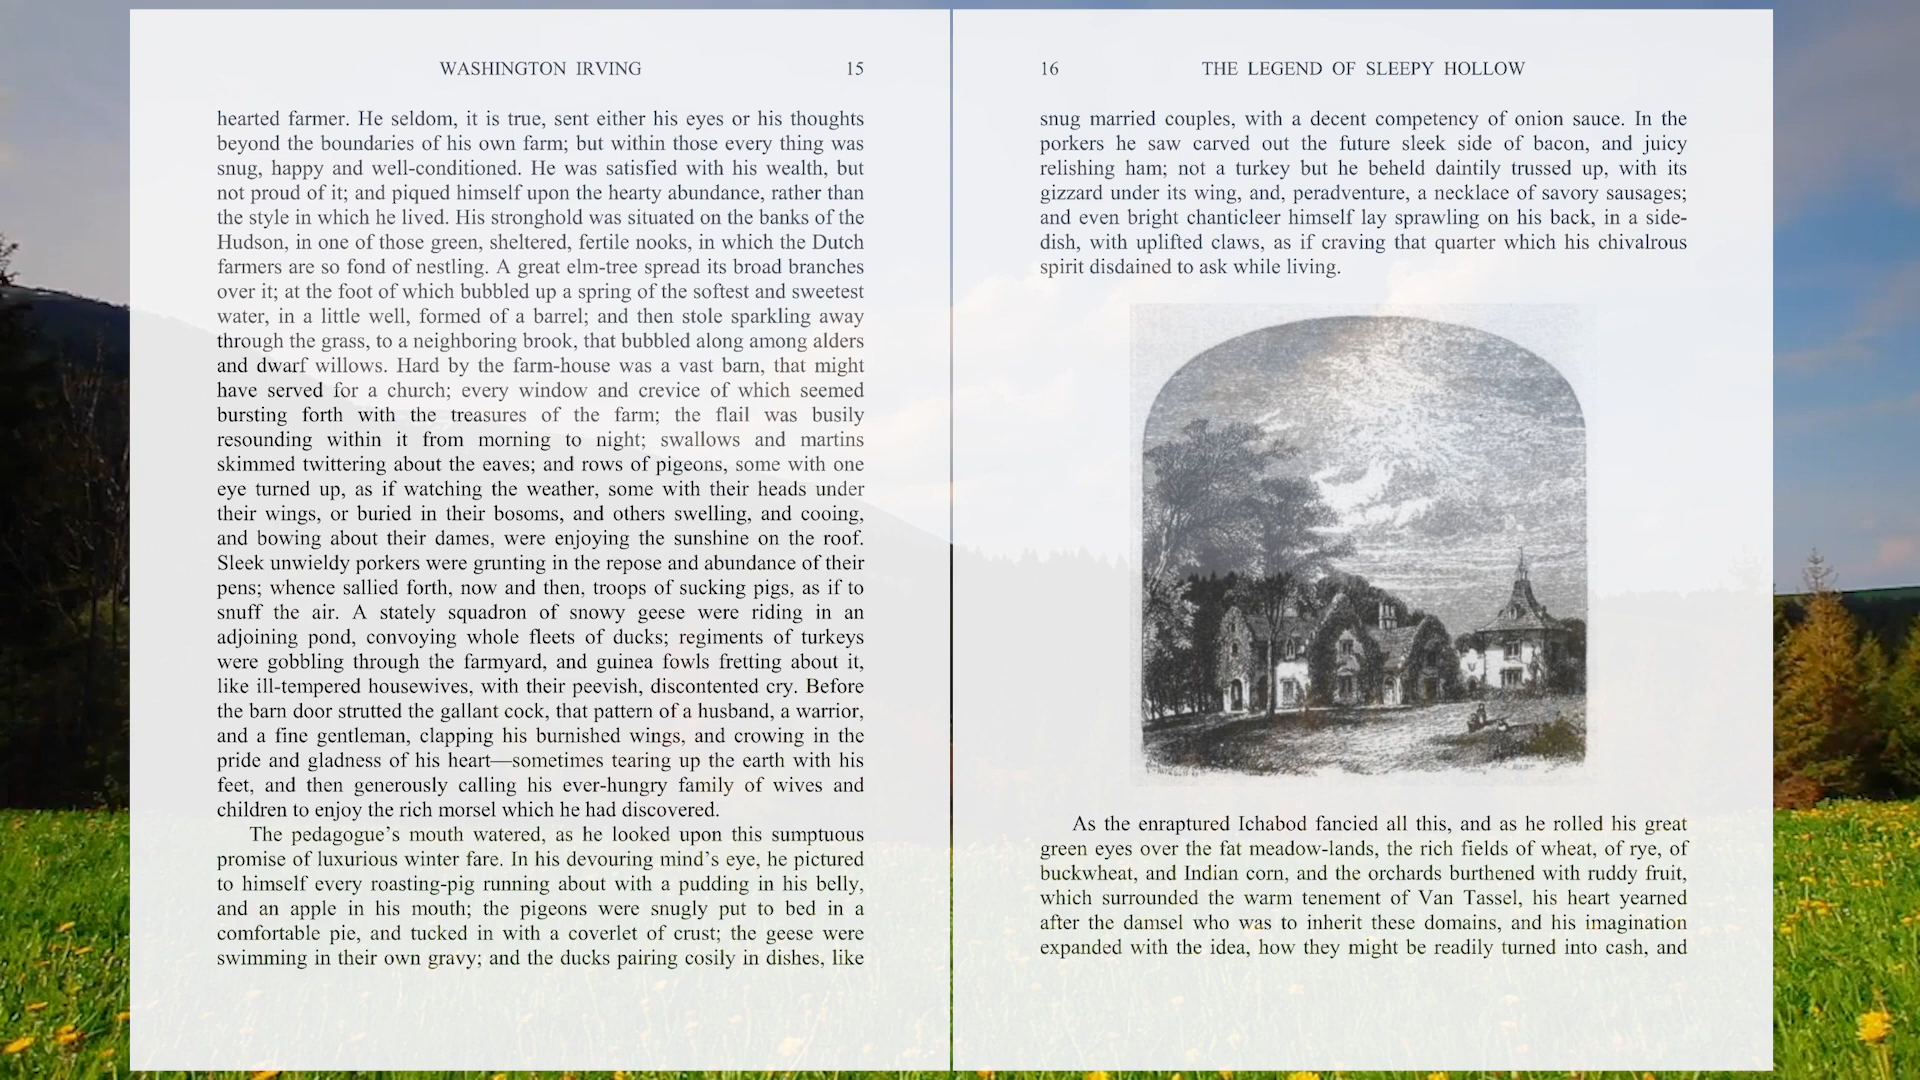 WASHINGTON IRVING 15
hearted farmer. He seldom, it is true, sent either his eyes or his thoughts
beyond the boundaries of his own farm; but within those every thing was
snug, happy and well-conditioned. He was satisfied with his wealth, but
not proud of it; and piqued himself upon the hearty abundance, rather than
the style in which he lived. His stronghold was situated on the banks of the
Hudson, in one of those green, sheltered, fertile nooks, in which the Dutch
farmers are so fond of nestling. A great elm-tree spread its broad branches
over it; at the foot of which bubbled up a spring of the softest and sweetest
water, in a little well, formed of a barrel; and then stole sparkling away
through the grass, to a neighboring brook, that bubbled along among alders
and dwarf willows. Hard by the farm-house was a vast barn, that might
have served for a church; every window and crevice of which seemed
bursting forth with the treasures of the farm; the flail was busily
resounding within it from morning to night; swallows and martins
skimmed twittering about the eaves; and rows of pigeons, some with one
eye turned up, as if watching the weather, some with their heads under
their wings, or buried in their bosoms, and others swelling, and cooing,
and bowing about their dames, were enjoying the sunshine on the roof.
Sleek unwieldy porkers were grunting in the repose and abundance of their
pens; whence sallied forth, now and then, troops of sucking pigs, as if to
snuff the air. A stately squadron of snowy geese were riding in an
adjoining pond, convoying whole fleets of ducks; regiments of turkeys
were gobbling through the farmyard, and guinea fowls fretting about it,
like ill-tempered housewives, with their peevish, discontented cry. Before
the barn door strutted the gallant cock, that pattern of a husband, a warrior,
and a fine gentleman, clapping his burnished wings, and crowing in the
pride and gladness of his heart—sometimes tearing up the earth with his
feet, and then generously calling his ever-hungry family of wives and
children to enjoy the rich morsel which he had discovered.
The pedagogue’s mouth watered, as he looked upon this sumptuous
promise of luxurious winter fare. In his devouring mind’s eye, he pictured
to himself every roasting-pig running about with a pudding in his belly,
and an apple in his mouth; the pigeons were snugly put to bed in a
comfortable pie, and tucked in with a coverlet of crust; the geese were
swimming in their own gravy; and the ducks pairing cosily in dishes, like
16 THE LEGEND OF SLEEPY HOLLOW
snug married couples, with a decent competency of onion sauce. In the
porkers he saw carved out the future sleek side of bacon, and juicy
relishing ham; not a turkey but he beheld daintily trussed up, with its
gizzard under its wing, and, peradventure, a necklace of savory sausages;
and even bright chanticleer himself lay sprawling on his back, in a side-
dish, with uplifted claws, as if craving that quarter which his chivalrous
spirit disdained to ask while living.
As the enraptured Ichabod fancied all this, and as he rolled his great
green eyes over the fat meadow-lands, the rich fields of wheat, of rye, of
buckwheat, and Indian corn, and the orchards burthened with ruddy fruit,
which surrounded the warm tenement of Van Tassel, his heart yearned
after the damsel who was to inherit these domains, and his imagination
expanded with the idea, how they might be readily turned into cash, and